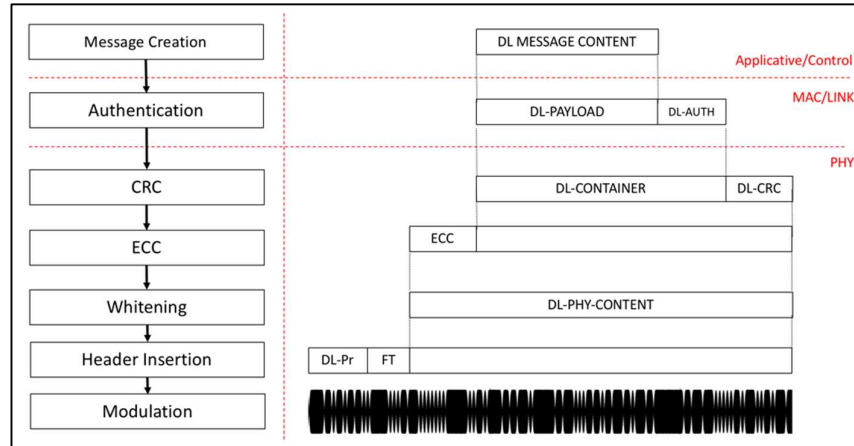 Message Creation
DL MESSAGE CONTENT
Applicative/Control
MAC/LINK
Authentication
DL-PAYLOAD
DL-AUTH
PHY
CRC
DL-CONTAINER
DL-CRC
ECC
ECC
Whitening
DL-PHY-CONTENT
Header Insertion
DL-Pr
FT
Modulation